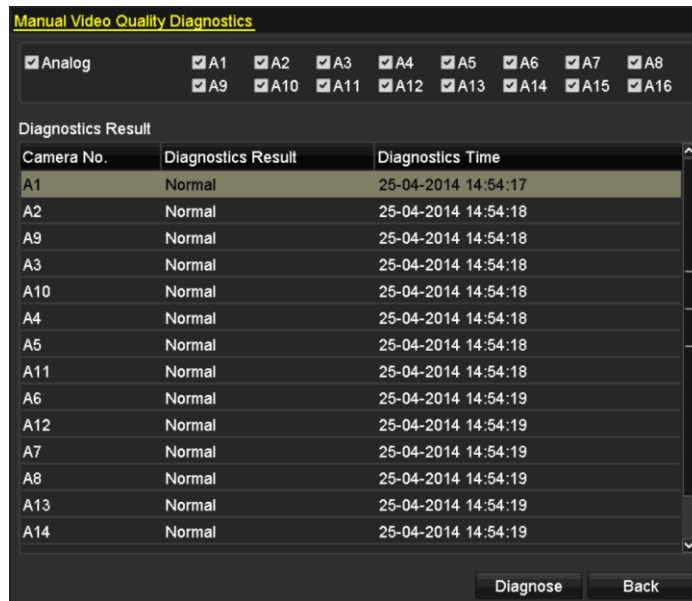 Manual Video Quality Diagnostics
Analog A1 A2 A3 A4 A5 A6 A7 A8
A9 A10 A11 A12 A13 A14 A15 A16
Diagnostics Result
Camera No. Diagnostics Result Diagnostics Time
A1 Normal 25-04-2014 14:54:17
A2 Normal 25-04-2014 14:54:18
A9 Normal 25-04-2014 14:54:18
A3 Normal 25-04-2014 14:54:18
A10 Normal 25-04-2014 14:54:18
A4 Normal 25-04-2014 14:54:18
A5 Normal 25-04-2014 14:54:18
A11 Normal 25-04-2014 14:54:18
A6 Normal 25-04-2014 14:54:19
A12 Normal 25-04-2014 14:54:19
A7 Normal 25-04-2014 14:54:19
A8 Normal 25-04-2014 14:54:19
A13 Normal 25-04-2014 14:54:19
A14 Normal 25-04-2014 14:54:19
Diagnose Back